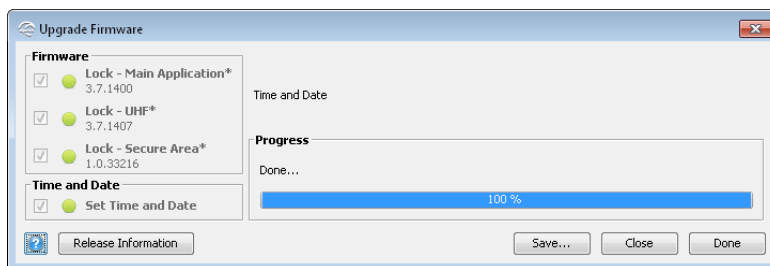 Upgrade Firmware
Firmware
Lock - Main Application*
3.7.1400
Lock - UHF*
3.7.1407
Lock - Secure Area*
1.0.33216
Time and Date
Set Time and Date
Time and Date
Progress
Done...
100 %
?
Release Information
Save...
Close
Done